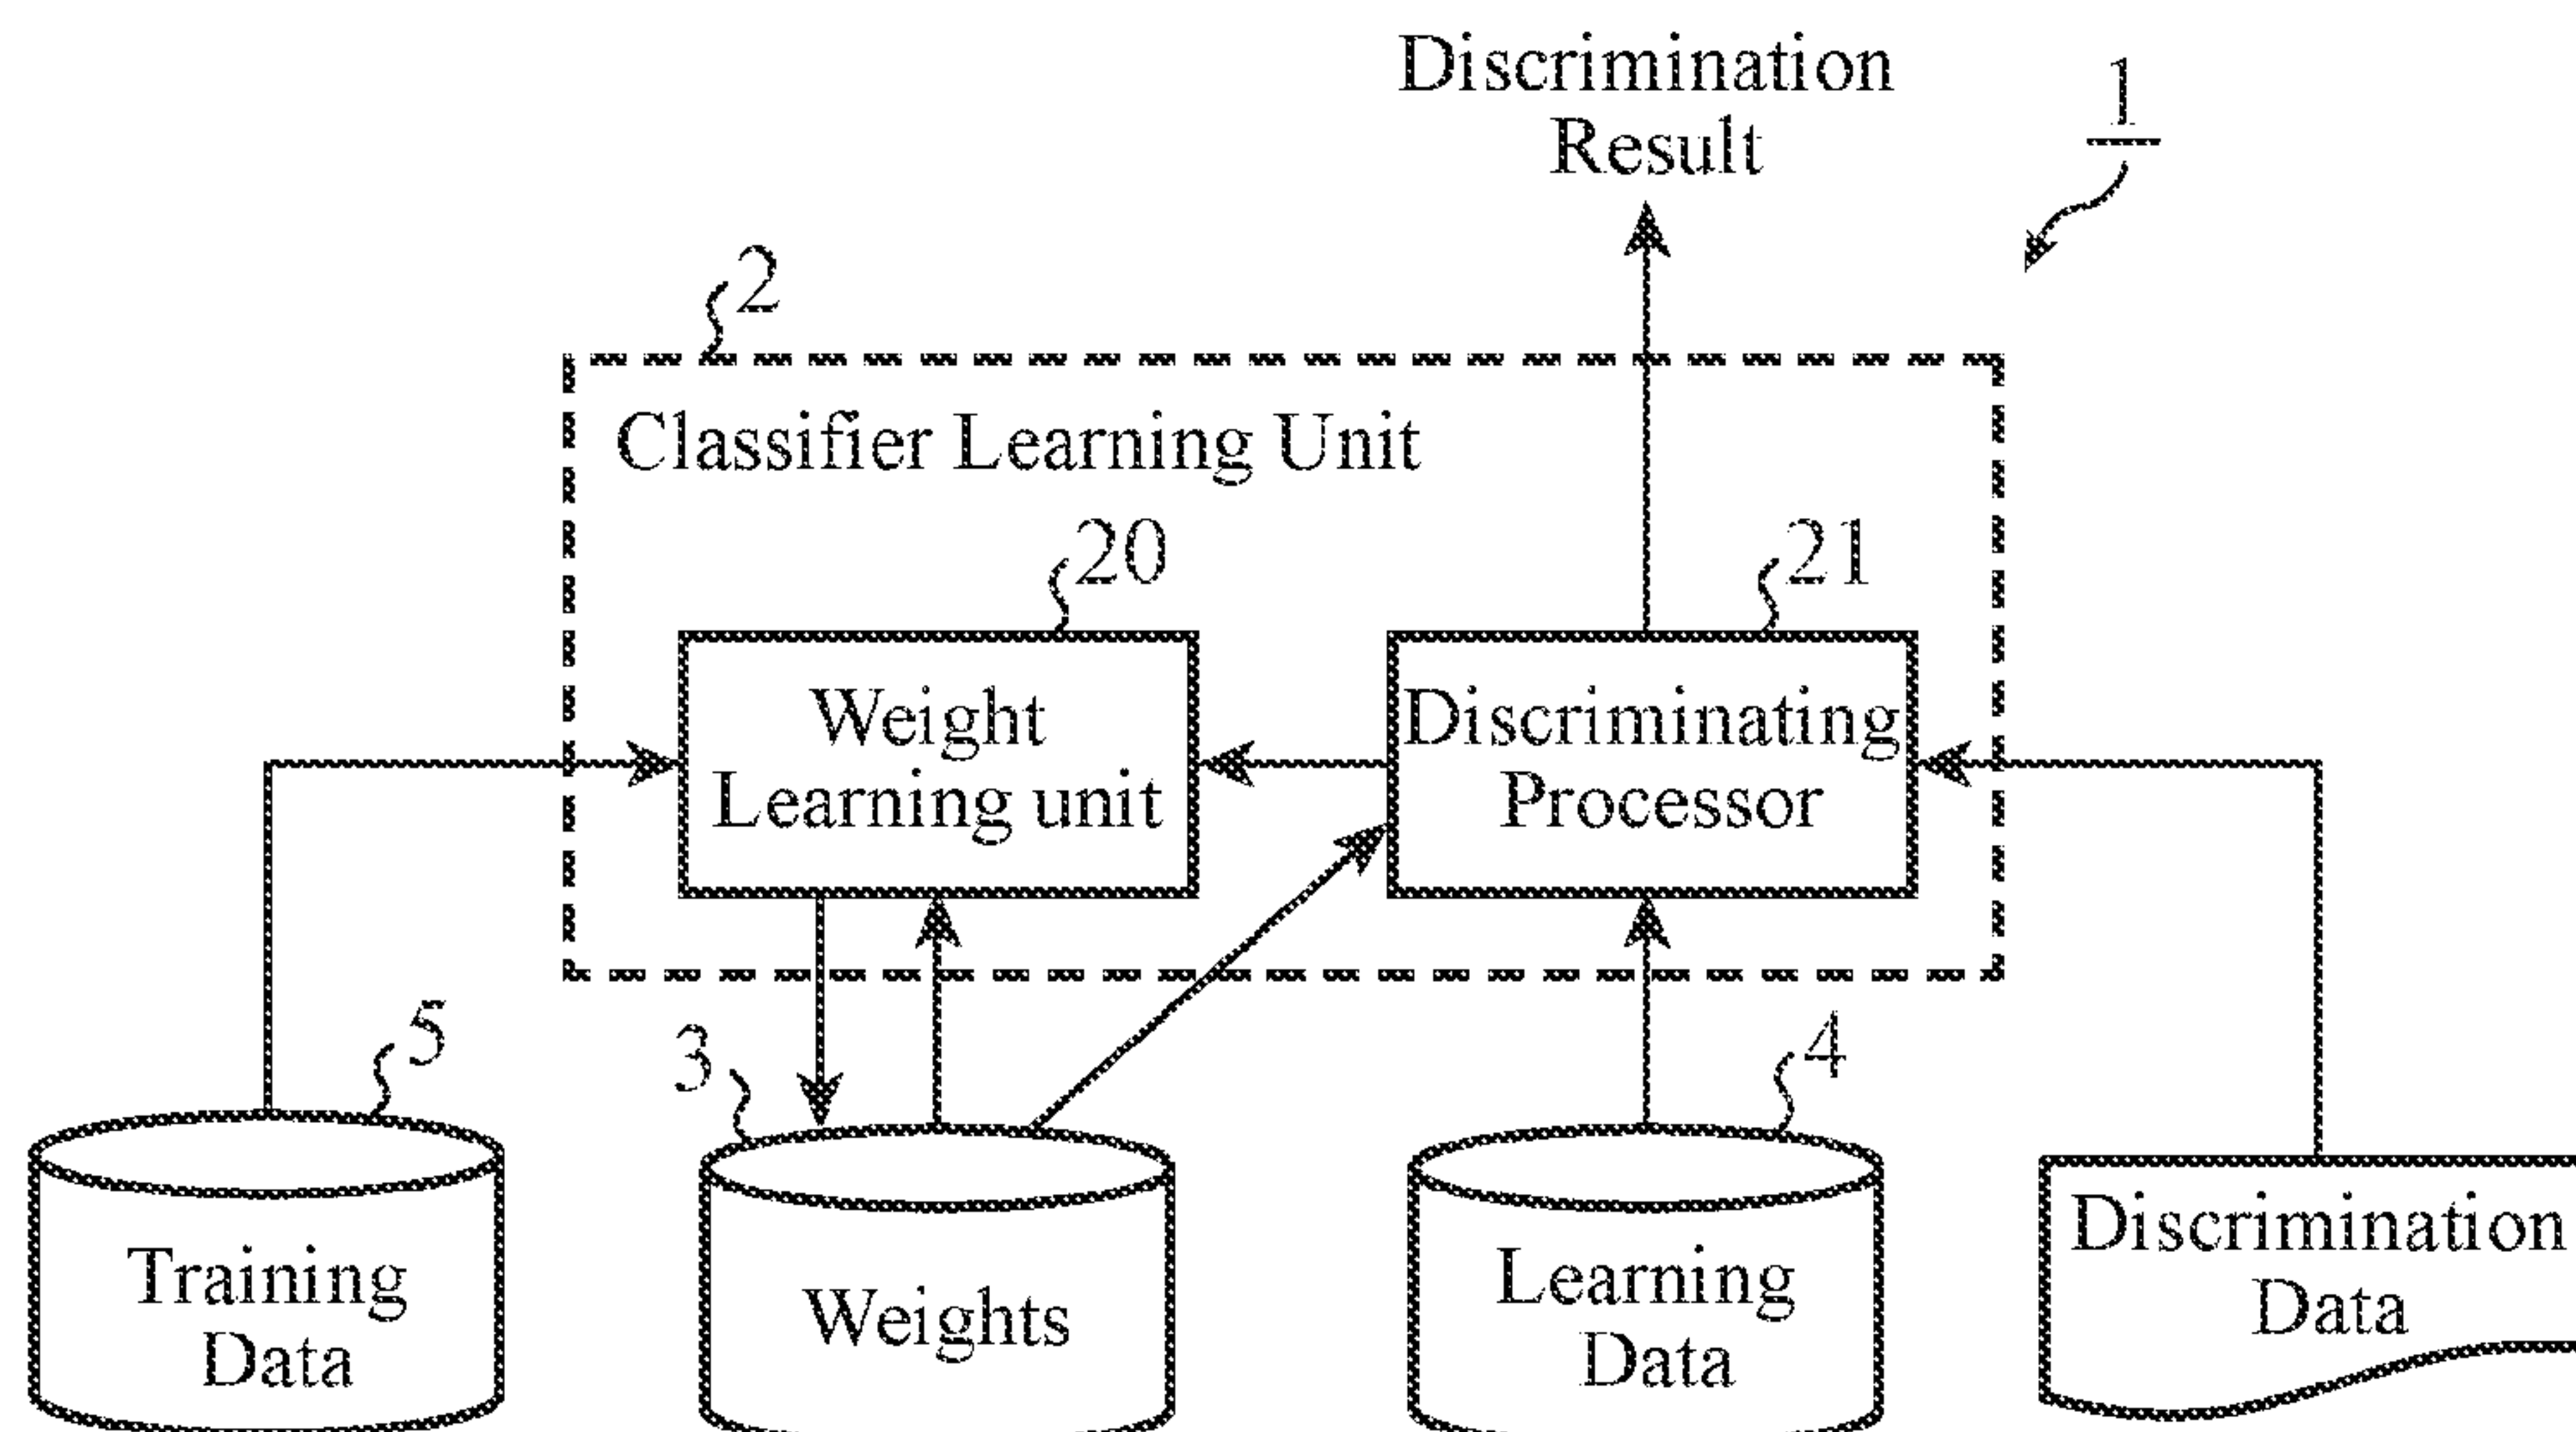 Discrimination
Result
1
2
Classifier Learning Unit
20
21
Weight
Learning unit
Discriminating
Processor
5
3
4
Training
Data
Weights
Learning
Data
Discrimination
Data